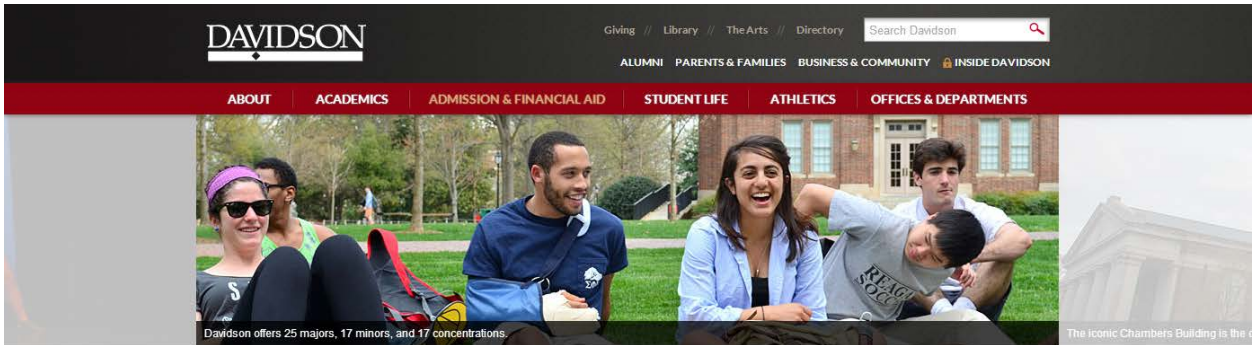 DAVIDSON
Giving // Library // The Arts // Directory
Search Davidson
ALUMNI PARENTS & FAMILIES BUSINESS & COMMUNITY INSIDE DAVIDSON
ABOUT ACADEMICS ADMISSION & FINANCIAL AID STUDENT LIFE ATHLETICS OFFICES & DEPARTMENTS
REAGAN
SOCCER
Davidson offers 25 majors, 17 minors, and 17 concentrations.
The iconic Chambers Building is the